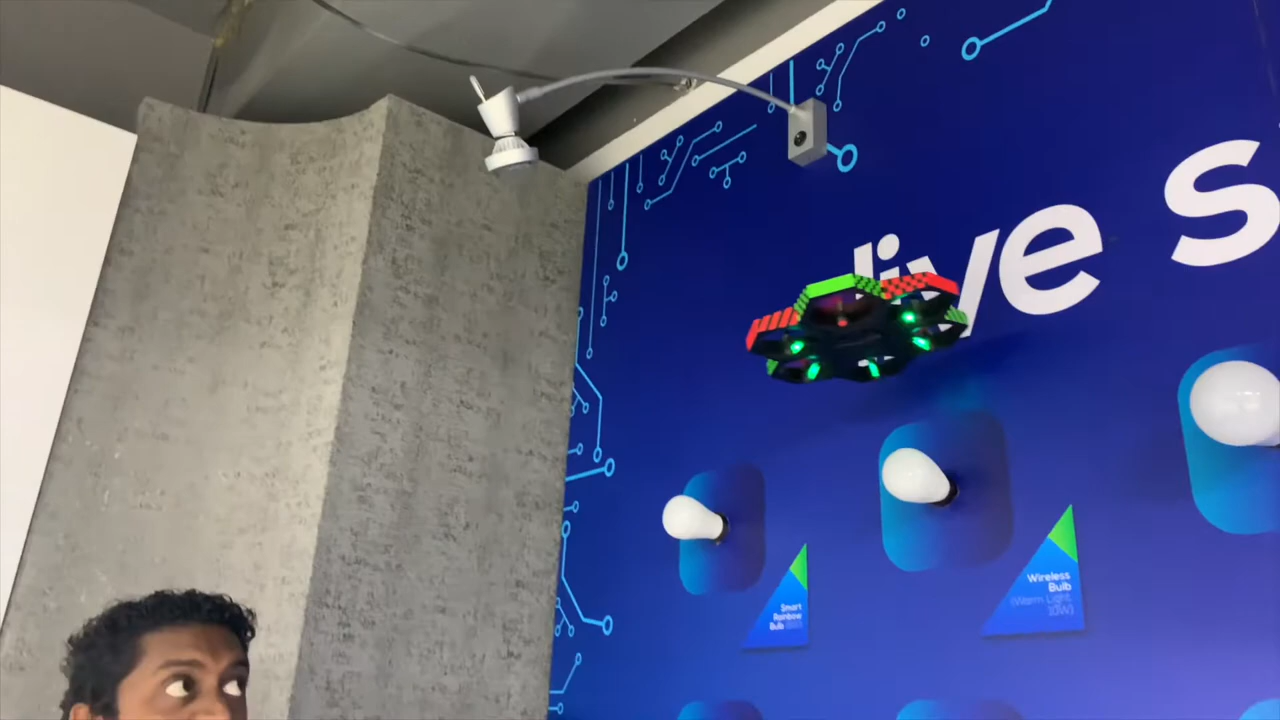 live s
Smart
Rainbow
Bulb
Wireless
Bulb
(Warm Light
10W)